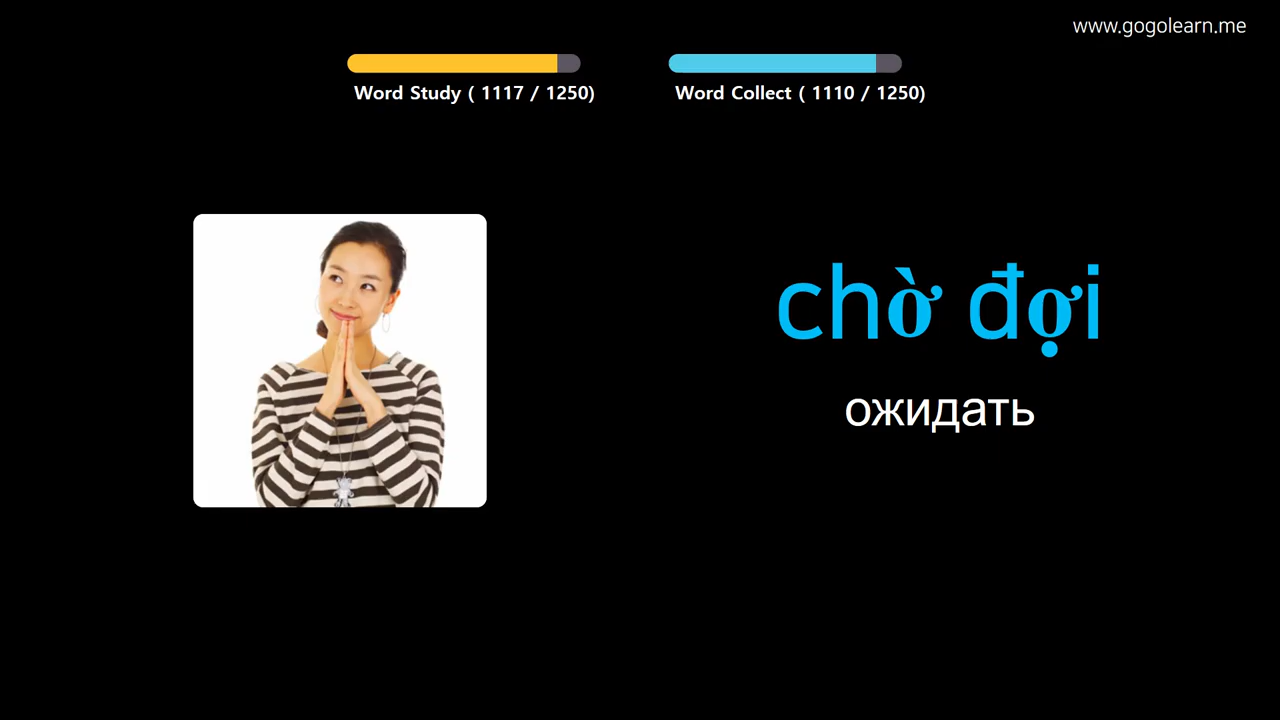 www.gogolearn.me
Word Study ( 1117 / 1250)
Word Collect ( 1110 / 1250)
chờ đợi
ожидать